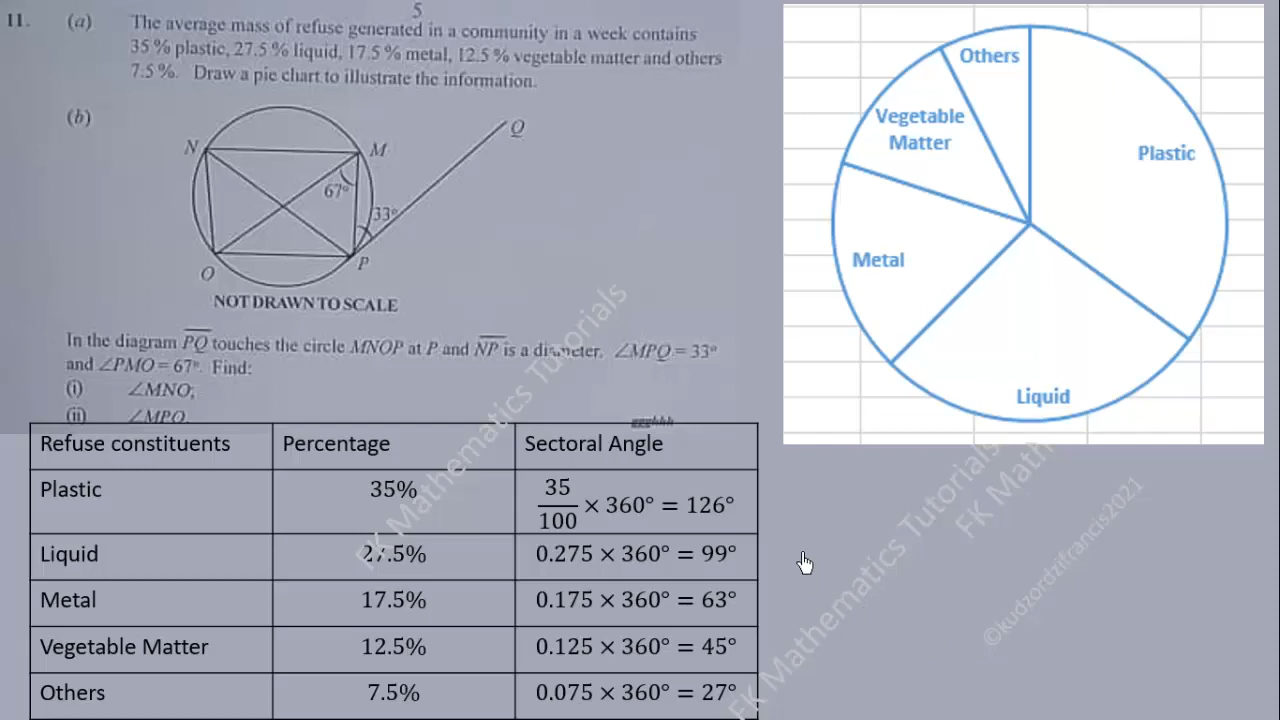 5
11. (a) The average mass of refuse generated in a community in a week contains
35 % plastic, 27.5 % liquid, 17.5 % metal, 12.5 % vegetable matter and others
7.5 %. Draw a pie chart to illustrate the information.
(b)
N
M
Q
67°
33°
O
P
NOT DRAWN TO SCALE
In the diagram PQ touches the circle MNOP at P and NP is a diameter. ∠MPQ = 33°
and ∠PMO = 67°. Find:
(i) ∠MNO;
(ii) ∠MPO.
Others
Vegetable
Matter
Plastic
Metal
Liquid
Refuse constituents Percentage Sectoral Angle
Plastic 35% 35/100 × 360° = 126°
Liquid 27.5% 0.275 × 360° = 99°
Metal 17.5% 0.175 × 360° = 63°
Vegetable Matter 12.5% 0.125 × 360° = 45°
Others 7.5% 0.075 × 360° = 27°
FK Mathematics Tutorials
FK Mathematics Tutorials
FK Math
©kudzordzifrancis2021